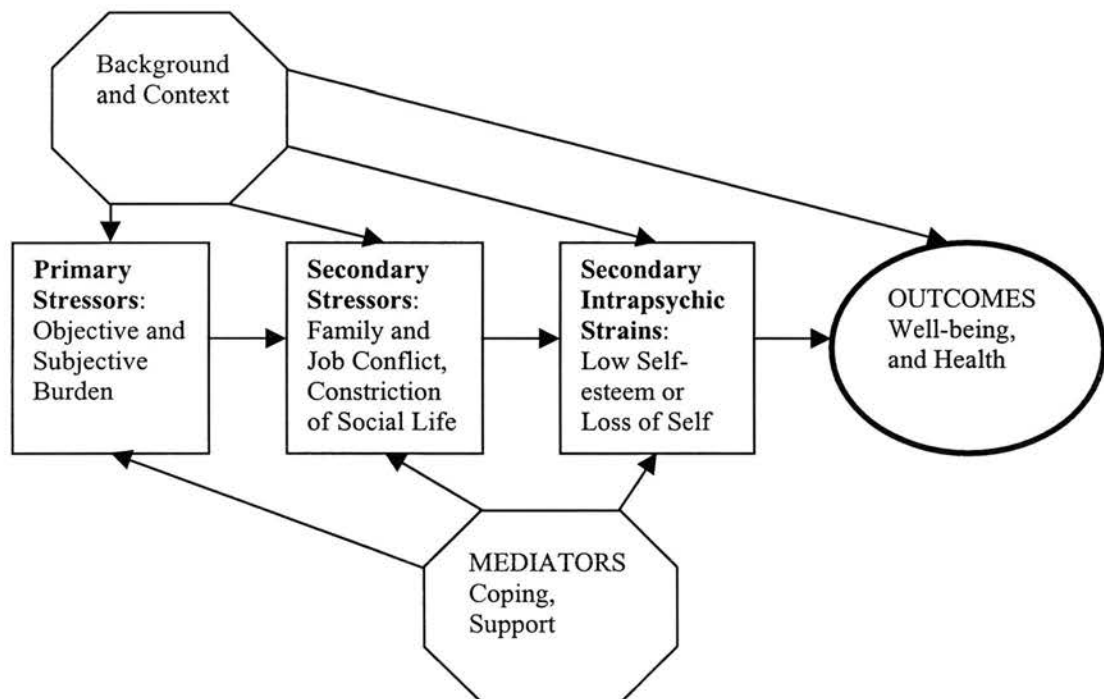 Background
and Context
Primary
Stressors:
Objective and
Subjective
Burden
Secondary
Stressors:
Family and
Job Conflict,
Constriction
of Social Life
Secondary
Intrapsychic
Strains:
Low Self-
esteem or
Loss of Self
OUTCOMES
Well-being,
and Health
MEDIATORS
Coping,
Support